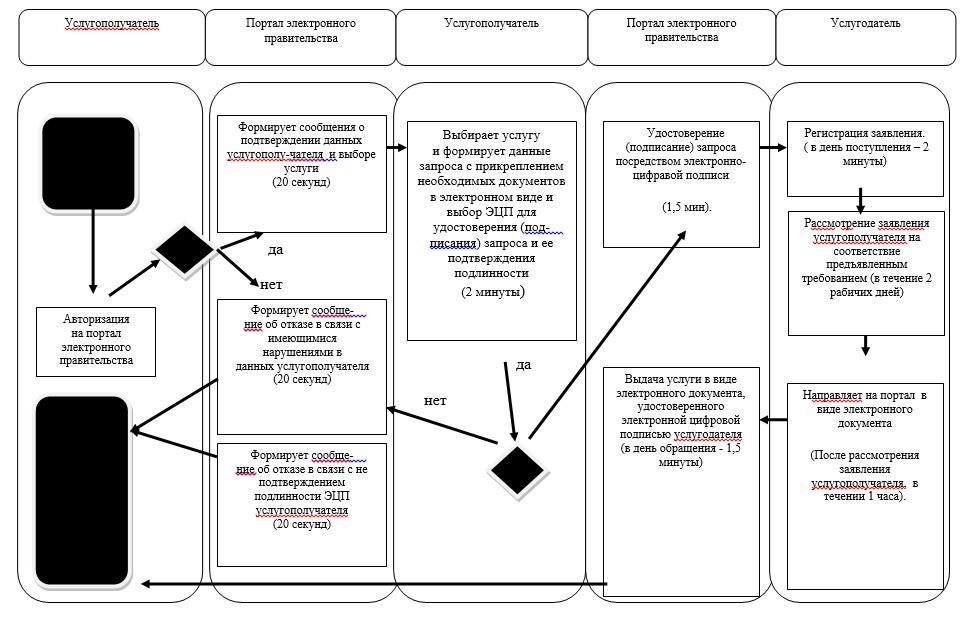 Услугополучатель
Портал электронного
правительства
Услугополучатель
Портал электронного
правительства
Услугодатель
Авторизация
на портал
электронного
правительства
Формирует сообщения о
подтверждении данных
услугополу-чателя и выборе
услуги
(20 секунд)
да
нет
Формирует сообще-
ние об отказе в связи с
имеющимися
нарушениями в
данных услугополучателя
(20 секунд)
Формирует сообще-
ние об отказе в связи с не
подтверждением
подлинности ЭЦП
услугополучателя
(20 секунд)
Выбирает услугу
и формирует данные
запроса с прикреплением
необходимых документов
в электронном виде и
выбор ЭЦП для
удостоверения (под-
писания) запроса и ее
подтверждения
подлинности
(2 минуты)
да
нет
Удостоверение
(подписание) запроса
посредством электронно-
цифровой подписи
(1,5 мин).
Выдача услуги в виде
электронного документа,
удостоверенного
электронной цифровой
подписью услугодателя
(в день обращения - 1,5
минуты)
Регистрация заявления.
( в день поступления – 2
минуты)
Рассмотрение заявления
услугополучателя на
соответствие
предъявленным
требованием (в течение 2
рабочих дней)
Направляет на портал в
виде электронного
документа
(После рассмотрения
заявления
услугополучателя, в
течении 1 часа).